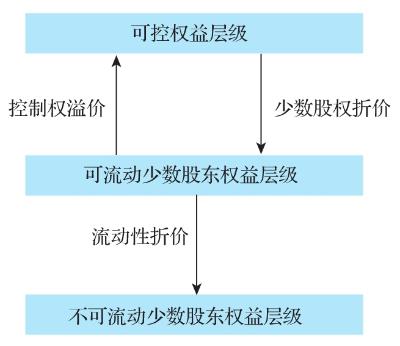 可控权益层级
控制权溢价
少数股权折价
可流动少数股东权益层级
流动性折价
不可流动少数股东权益层级